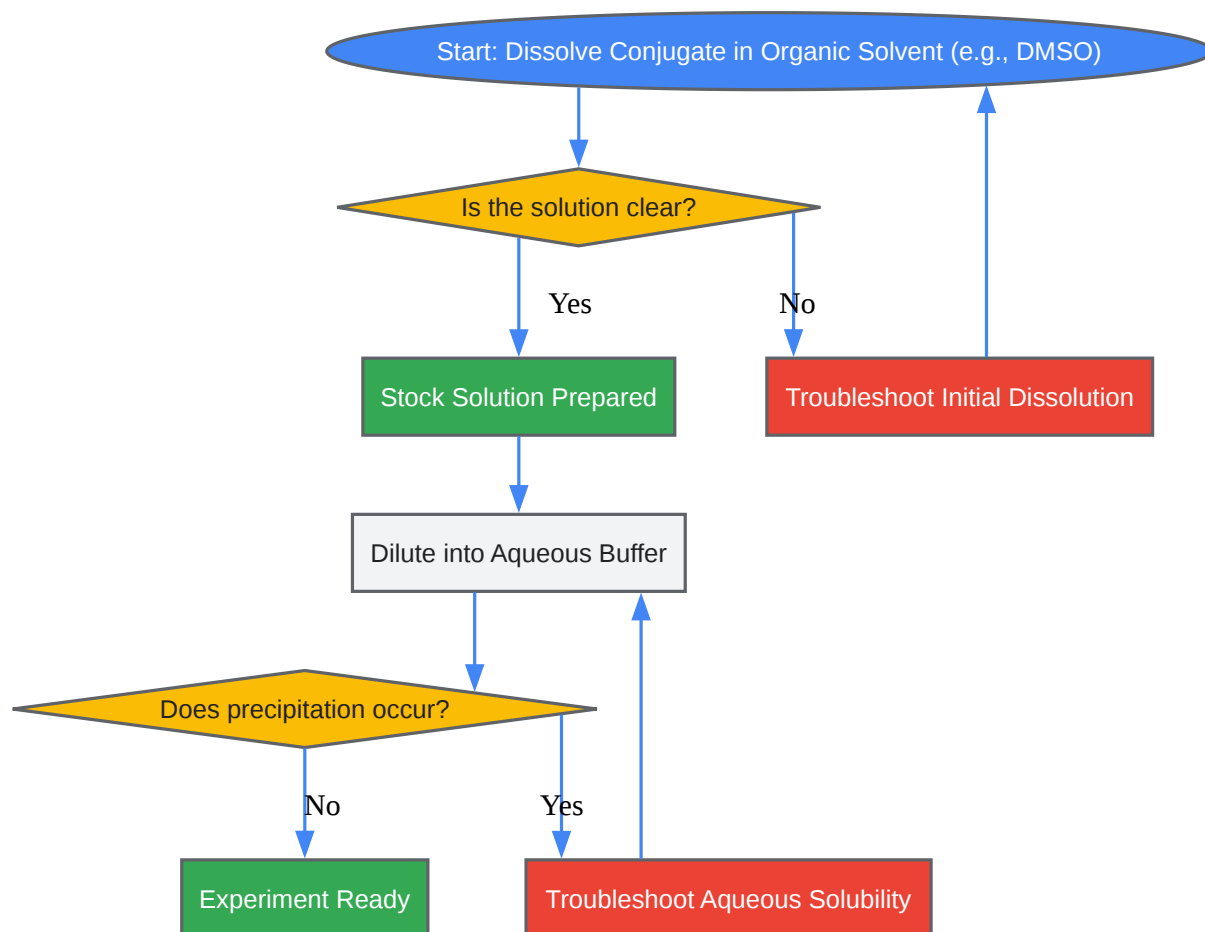 Start: Dissolve Conjugate in Organic Solvent (e.g., DMSO)
Is the solution clear?
Yes
No
Stock Solution Prepared
Troubleshoot Initial Dissolution
Dilute into Aqueous Buffer
Does precipitation occur?
No
Yes
Experiment Ready
Troubleshoot Aqueous Solubility